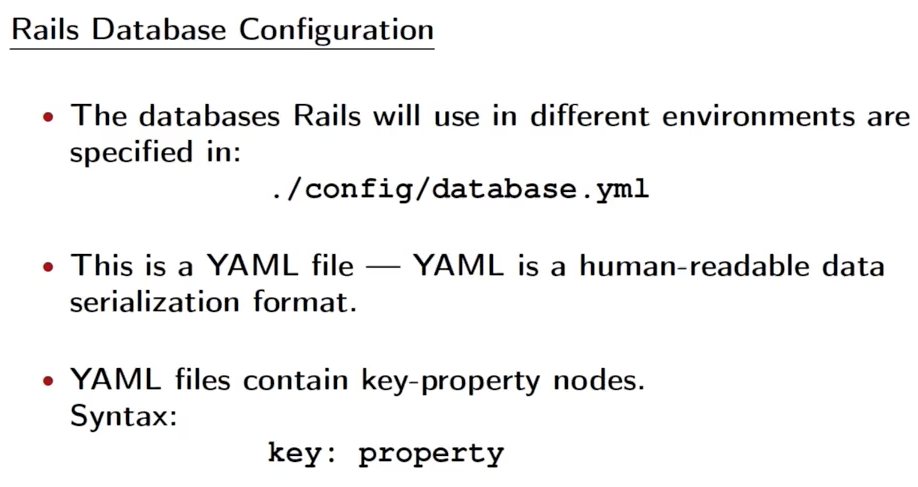 Rails Database Configuration
• The databases Rails will use in different environments are
specified in:
./config/database.yml
• This is a YAML file — YAML is a human-readable data
serialization format.
• YAML files contain key-property nodes.
Syntax:
key: property